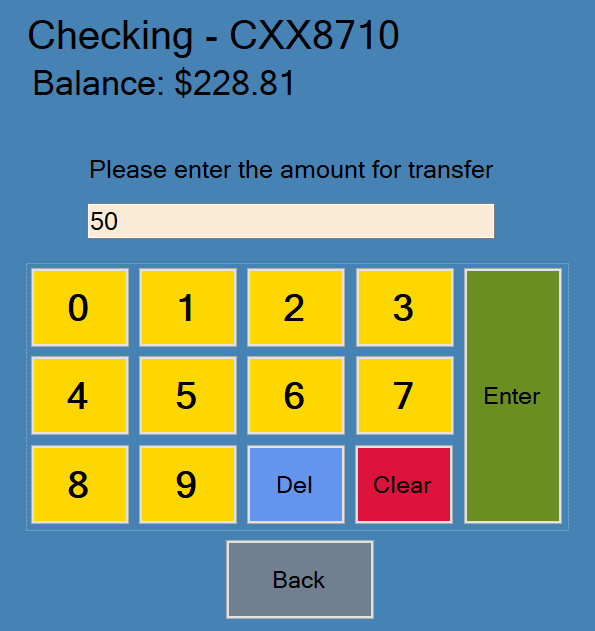 Checking - CXX8710
Balance: $228.81
Please enter the amount for transfer
50
0 1 2 3
Enter
4 5 6 7
8 9 Del Clear
Back